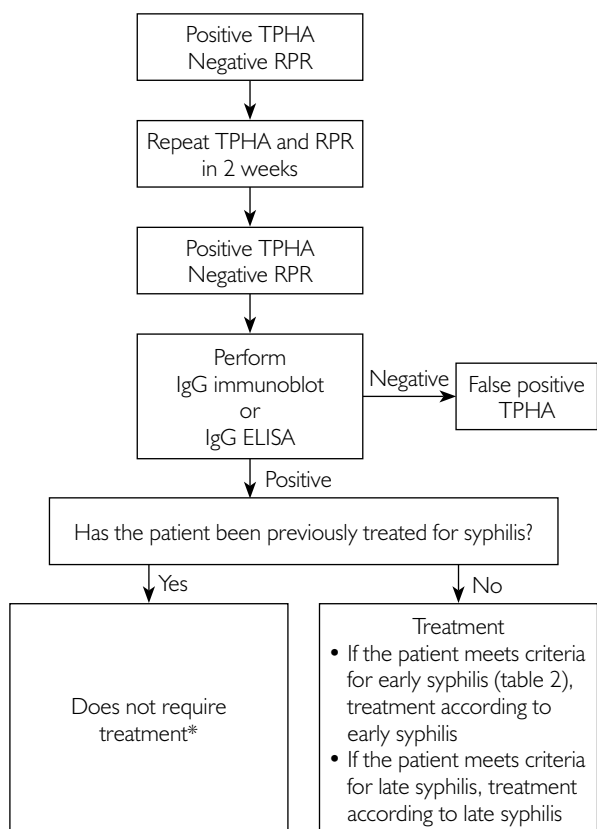 Positive TPHA
Negative RPR
Repeat TPHA and RPR
in 2 weeks
Positive TPHA
Negative RPR
Perform
IgG immunoblot
or
IgG ELISA
Negative
False positive
TPHA
Positive
Has the patient been previously treated for syphilis?
Yes
No
Does not require
treatment*
Treatment
• If the patient meets criteria
for early syphilis (table 2),
treatment according to
early syphilis
• If the patient meets criteria
for late syphilis, treatment
according to late syphilis